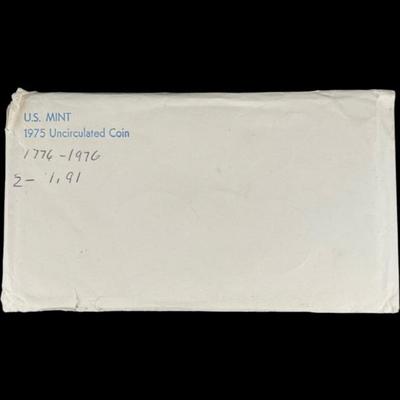 U.S. MINT
1975 Uncirculated Coin
1776-1976
2- 1.91